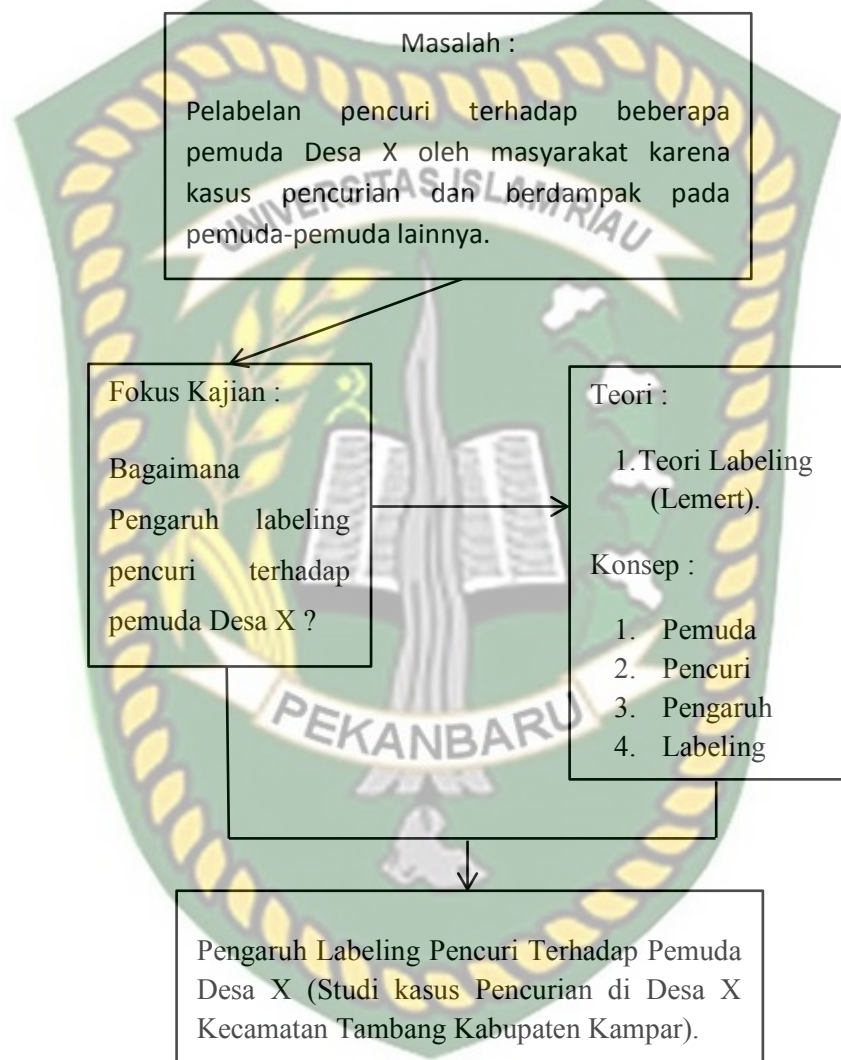 Masalah :
Pelabelan pencuri terhadap beberapa
pemuda Desa X oleh masyarakat karena
kasus pencurian dan berdampak pada
pemuda-pemuda lainnya.
UNIVERSITAS ISLAM RIAU
Fokus Kajian :
Bagaimana
Pengaruh labeling
pencuri terhadap
pemuda Desa X ?
Teori :
1.Teori Labeling
(Lemert).
Konsep :
1. Pemuda
2. Pencuri
3. Pengaruh
4. Labeling
PEKANBARU
Pengaruh Labeling Pencuri Terhadap Pemuda
Desa X (Studi kasus Pencurian di Desa X
Kecamatan Tambang Kabupaten Kampar).